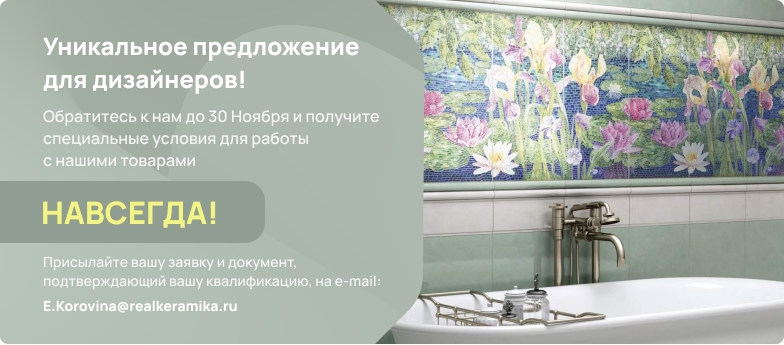 Уникальное предложение
для дизайнеров!
Обратитесь к нам до 30 Ноября и получите
специальные условия для работы
с нашими товарами
НАВСЕГДА!
Присылайте вашу заявку и документ,
подтверждающий вашу квалификацию, на e-mail:
E.Korovina@realkeramika.ru